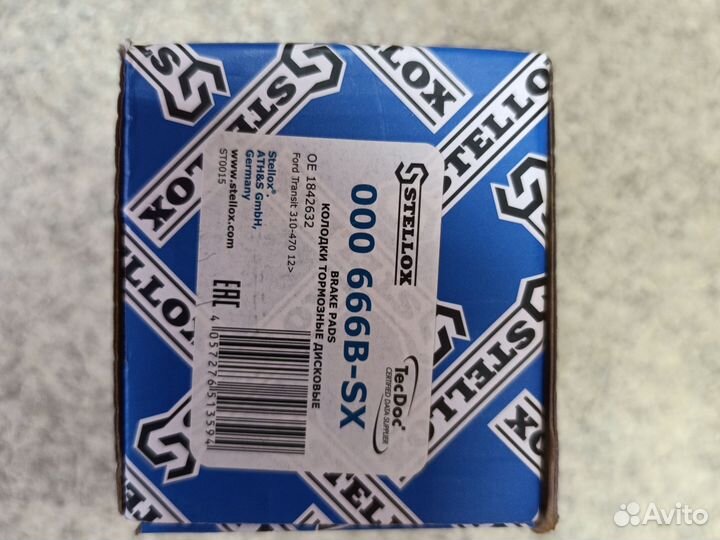 STELLOX
000 666B-SX
TecDoc
CERTIFIED DATA SUPPLIER
BRAKE PADS
КОЛОДКИ ТОРМОЗНЫЕ ДИСКОВЫЕ
OE 1842632
Ford Transit 310-470 12>
Stellox®,
ATH&S GmbH,
Germany
www.stellox.com
ST0015
EAC
4 057276 513594
STELLOX
STELLOX
STELLOX
STELLOX
STELLOX
STELLOX
Avito